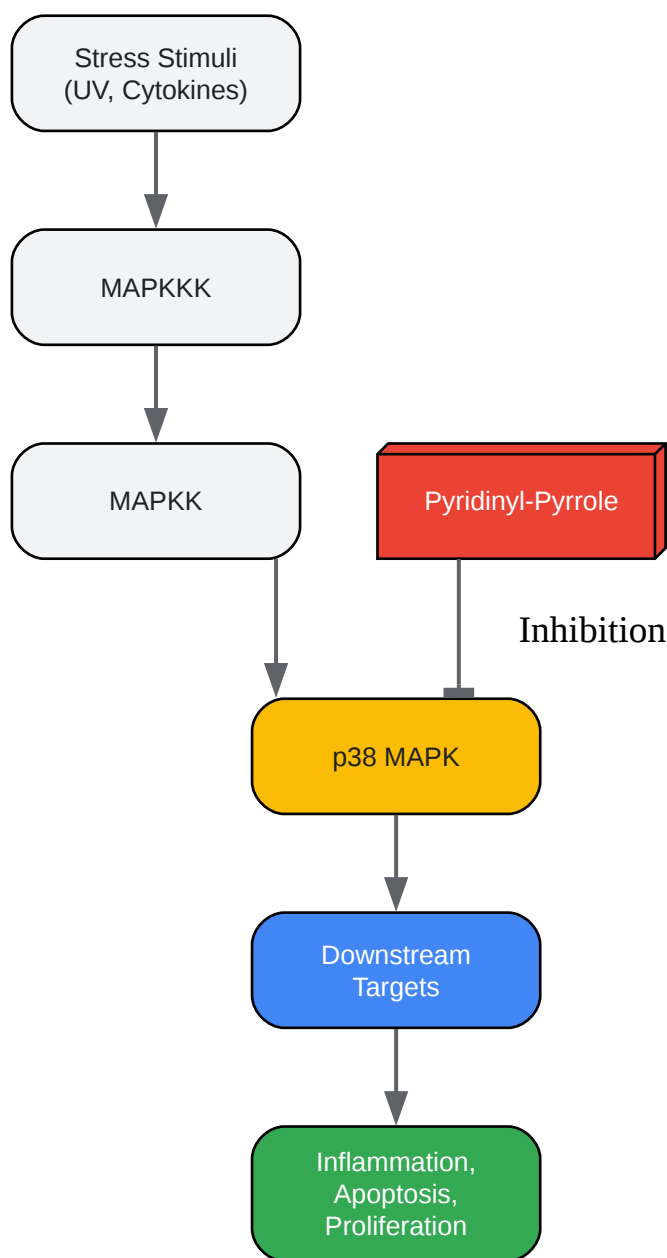 Stress Stimuli
(UV, Cytokines)
MAPKKK
MAPKK
Pyridinyl-Pyrrole
Inhibition
p38 MAPK
Downstream
Targets
Inflammation,
Apoptosis,
Proliferation